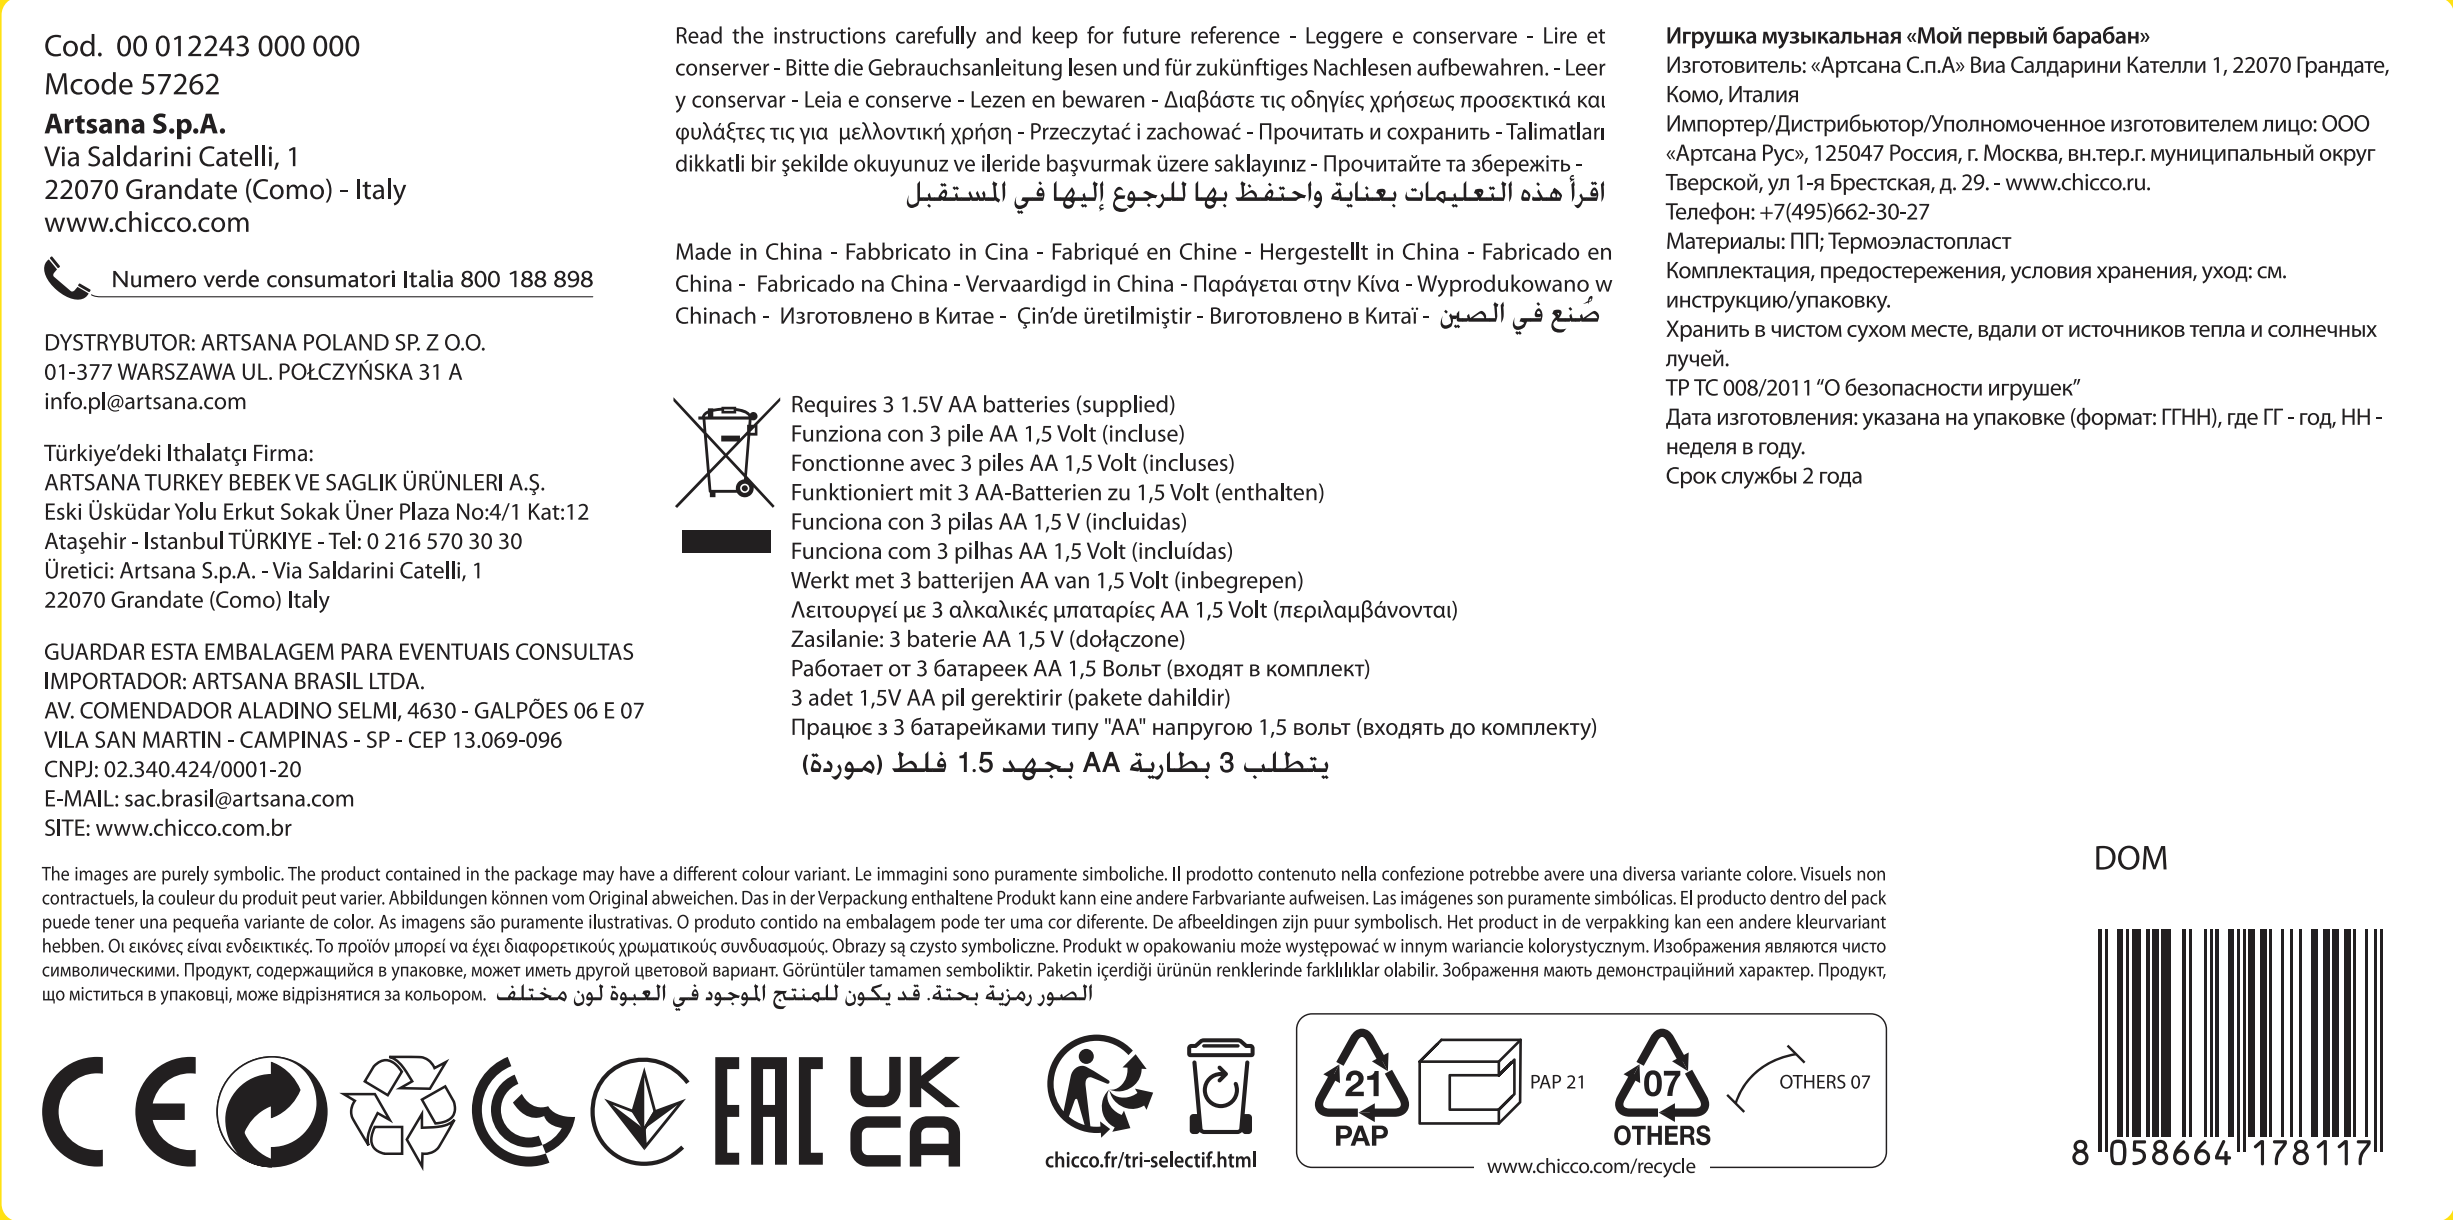 Cod.  00 012243 000 000
Mcode 57262
Artsana S.p.A.
Via Saldarini Catelli, 1
22070 Grandate (Como) - Italy
www.chicco.com
Numero verde consumatori Italia 800 188 898
DYSTRYBUTOR: ARTSANA POLAND SP. Z O.O.
01-377 WARSZAWA UL. POŁCZYŃSKA 31 A
info.pl@artsana.com
Türkiye’deki Ithalatçı Firma:
ARTSANA TURKEY BEBEK VE SAGLIK ÜRÜNLERI A.Ş.
Eski Üsküdar Yolu Erkut Sokak Üner Plaza No:4/1 Kat:12
Ataşehir - Istanbul TÜRKIYE - Tel: 0 216 570 30 30
Üretici: Artsana S.p.A. - Via Saldarini Catelli, 1
22070 Grandate (Como) Italy
GUARDAR ESTA EMBALAGEM PARA EVENTUAIS CONSULTAS
IMPORTADOR: ARTSANA BRASIL LTDA.
AV. COMENDADOR ALADINO SELMI, 4630 - GALPÕES 06 E 07
VILA SAN MARTIN - CAMPINAS - SP - CEP 13.069-096
CNPJ: 02.340.424/0001-20
E-MAIL: sac.brasil@artsana.com
SITE: www.chicco.com.br
Read the instructions carefully and keep for future reference - Leggere e conservare - Lire et
conserver - Bitte die Gebrauchsanleitung lesen und für zukünftiges Nachlesen aufbewahren. - Leer
y conservar - Leia e conserve - Lezen en bewaren - Διαβάστε τις οδηγίες χρήσεως προσεκτικά και
φυλάξτες τις για  μελλοντική χρήση - Przeczytać i zachować - Прочитать и сохранить - Talimatları
dikkatli bir şekilde okuyunuz ve ileride başvurmak üzere saklayınız - Прочитайте та збережіть -
اقرأ هذه التعليمات بعناية واحتفظ بها للرجوع إليها في المستقبل
Made in China - Fabbricato in Cina - Fabriqué en Chine - Hergestellt in China - Fabricado en
China -  Fabricado na China - Vervaardigd in China - Παράγεται στην Κίνα - Wyprodukowano w
Chinach -  Изготовлено в Китае -  Çin’de üretilmiştir - Виготовлено в Китаї - صُنع في الصين
Requires 3 1.5V AA batteries (supplied)
Funziona con 3 pile AA 1,5 Volt (incluse)
Fonctionne avec 3 piles AA 1,5 Volt (incluses)
Funktioniert mit 3 AA-Batterien zu 1,5 Volt (enthalten)
Funciona con 3 pilas AA 1,5 V (incluidas)
Funciona com 3 pilhas AA 1,5 Volt (incluídas)
Werkt met 3 batterijen AA van 1,5 Volt (inbegrepen)
Λειτουργεί με 3 αλκαλικές μπαταρίες AA 1,5 Volt (περιλαμβάνονται)
Zasilanie: 3 baterie AA 1,5 V (dołączone)
Работает от 3 батареек AA 1,5 Вольт (входят в комплект)
3 adet 1,5V AA pil gerektirir (pakete dahildir)
Працює з 3 батарейками типу "AA" напругою 1,5 вольт (входять до комплекту)
يتطلب 3 بطارية AA بجهد 1.5 فلط (موردة)
Игрушка музыкальная «Мой первый барабан»
Изготовитель: «Артсана С.п.А» Виа Салдарини Кателли 1, 22070 Грандате,
Комо, Италия
Импортер/Дистрибьютор/Уполномоченное изготовителем лицо: ООО
«Артсана Рус», 125047 Россия, г. Москва, вн.тер.г. муниципальный округ
Тверской, ул 1-я Брестская, д. 29. - www.chicco.ru.
Телефон: +7(495)662-30-27
Материалы: ПП; Термоэластопласт
Комплектация, предостережения, условия хранения, уход: см.
инструкцию/упаковку.
Хранить в чистом сухом месте, вдали от источников тепла и солнечных
лучей.
ТР ТС 008/2011 “О безопасности игрушек”
Дата изготовления: указана на упаковке (формат: ГГНН), где ГГ - год, НН -
неделя в году.
Срок службы 2 года
The images are purely symbolic. The product contained in the package may have a different colour variant. Le immagini sono puramente simboliche. Il prodotto contenuto nella confezione potrebbe avere una diversa variante colore. Visuels non
contractuels, la couleur du produit peut varier. Abbildungen können vom Original abweichen. Das in der Verpackung enthaltene Produkt kann eine andere Farbvariante aufweisen. Las imágenes son puramente simbólicas. El producto dentro del pack
puede tener una pequeña variante de color. As imagens são puramente ilustrativas. O produto contido na embalagem pode ter uma cor diferente. De afbeeldingen zijn puur symbolisch. Het product in de verpakking kan een andere kleurvariant
hebben. Οι εικόνες είναι ενδεικτικές. Το προϊόν μπορεί να έχει διαφορετικούς χρωματικούς συνδυασμούς. Obrazy są czysto symboliczne. Produkt w opakowaniu może występować w innym wariancie kolorystycznym. Изображения являются чисто
символическими. Продукт, содержащийся в упаковке, может иметь другой цветовой вариант. Görüntüler tamamen semboliktir. Paketin içerdiği ürünün renklerinde farklılıklar olabilir. Зображення мають демонстраційний характер. Продукт,
що міститься в упаковці, може відрізнятися за кольором. الصور رمزية بحتة. قد يكون للمنتج الموجود في العبوة لون مختلف
DOM
CE
EAC
UK
CA
chicco.fr/tri-selectif.html
21
PAP
PAP 21
07
OTHERS
OTHERS 07
www.chicco.com/recycle
8 058664 178117